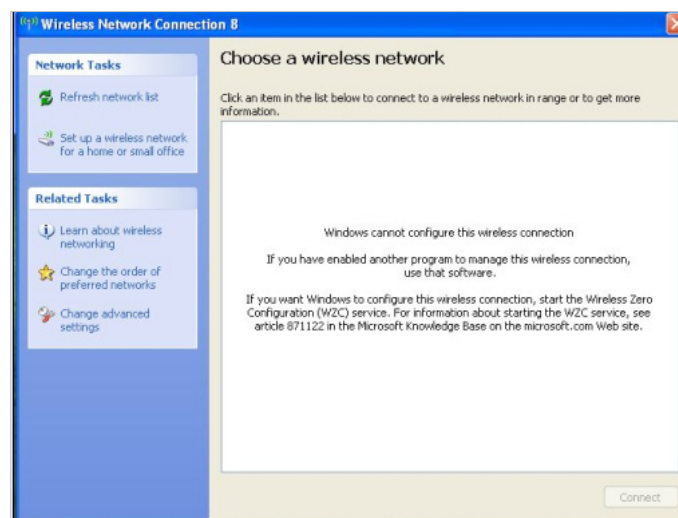 Wireless Network Connection 8
Network Tasks
Refresh network list
Set up a wireless network
for a home or small office
Related Tasks
Learn about wireless
networking
Change the order of
preferred networks
Change advanced
settings
Choose a wireless network
Click an item in the list below to connect to a wireless network in range or to get more
information.
Windows cannot configure this wireless connection
If you have enabled another program to manage this wireless connection,
use that software.
If you want Windows to configure this wireless connection, start the Wireless Zero
Configuration (WZC) service. For information about starting the WZC service, see
article 871122 in the Microsoft Knowledge Base on the microsoft.com Web site.
Connect